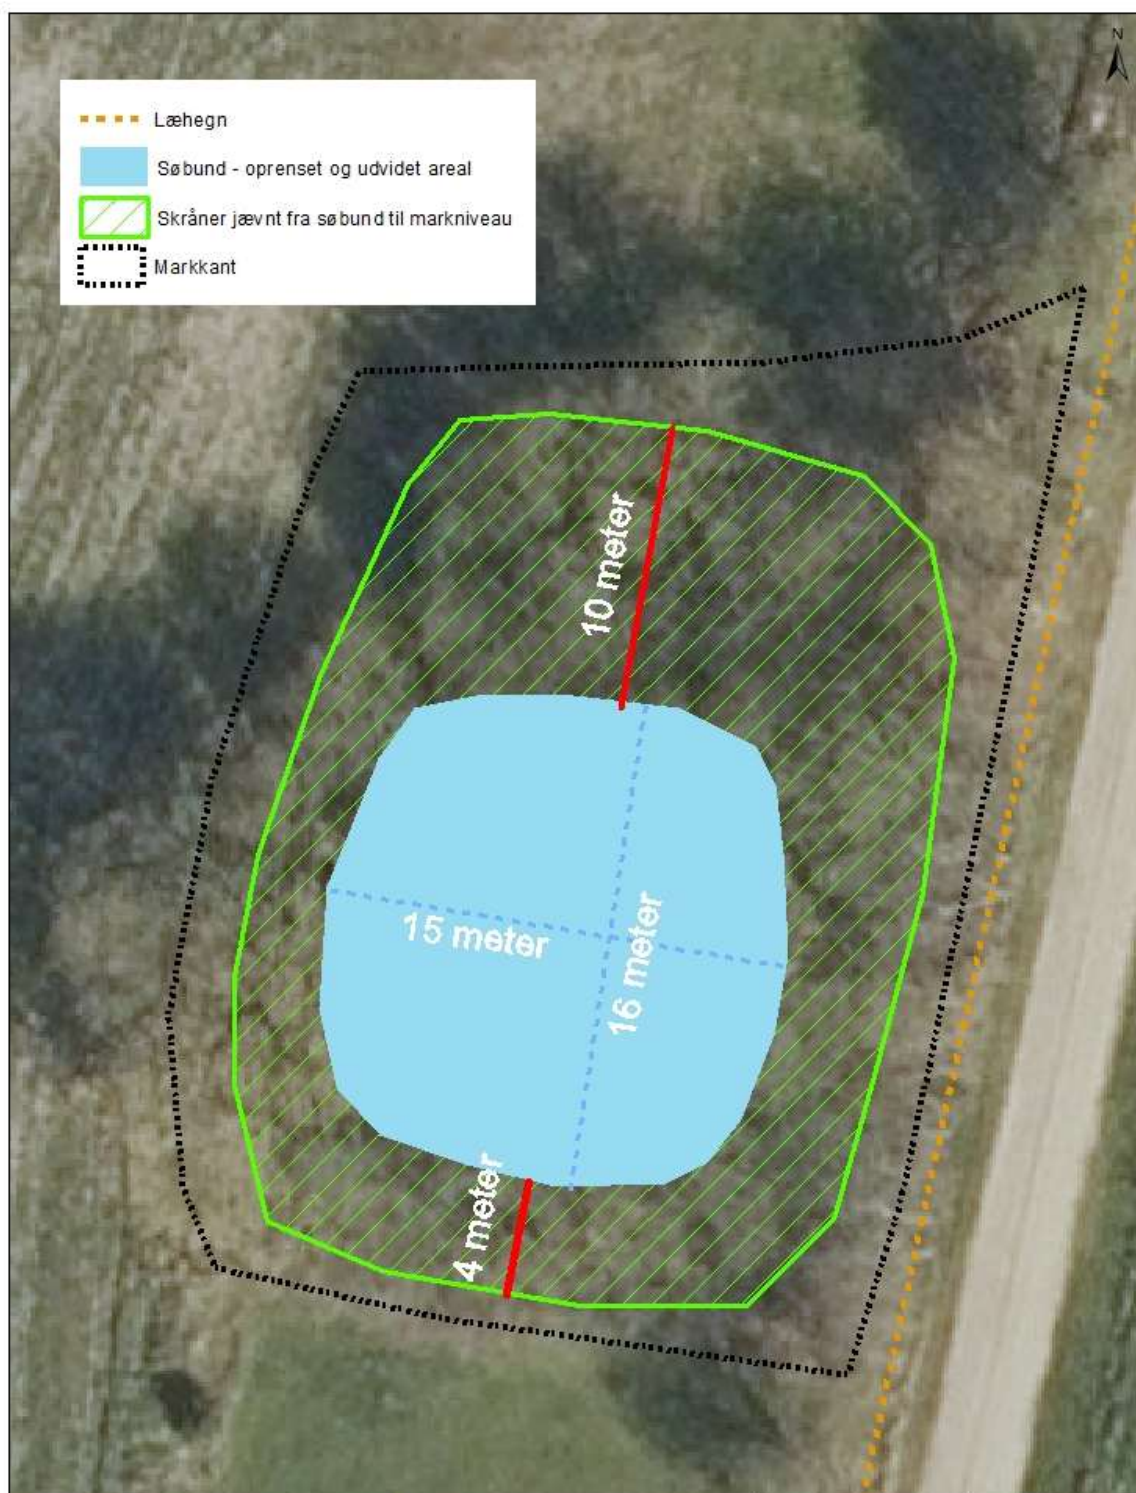 N
Læhegn
Søbund - oprenset og udvidet areal
Skråner jævnt fra søbund til markniveau
Markkant
10 meter
15 meter
16 meter
4 meter